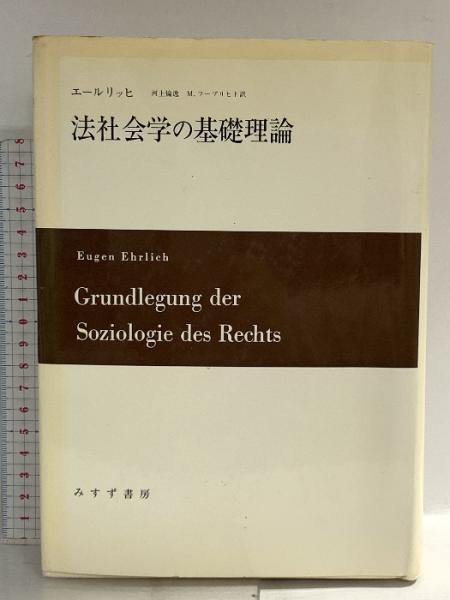 エールリッヒ 河上倫逸 M.フーブリヒト訳
法社会学の基礎理論
Eugen Ehrlich
Grundlegung der
Soziologie des Rechts
みすず書房